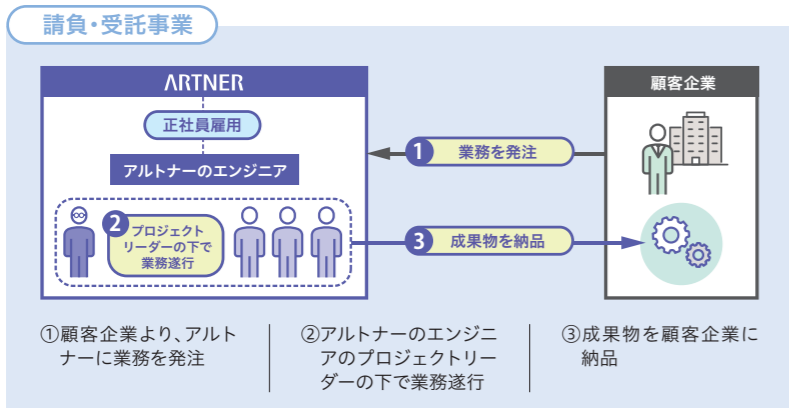 請負・受託事業
ARTNER
正社員雇用
アルトナーのエンジニア
2
プロジェクト
リーダーの下で
業務遂行
顧客企業
1 業務を発注
3 成果物を納品
①顧客企業より、アルト
ナーに業務を発注
②アルトナーのエンジニ
アのプロジェクトリー
ダーの下で業務遂行
③成果物を顧客企業に
納品